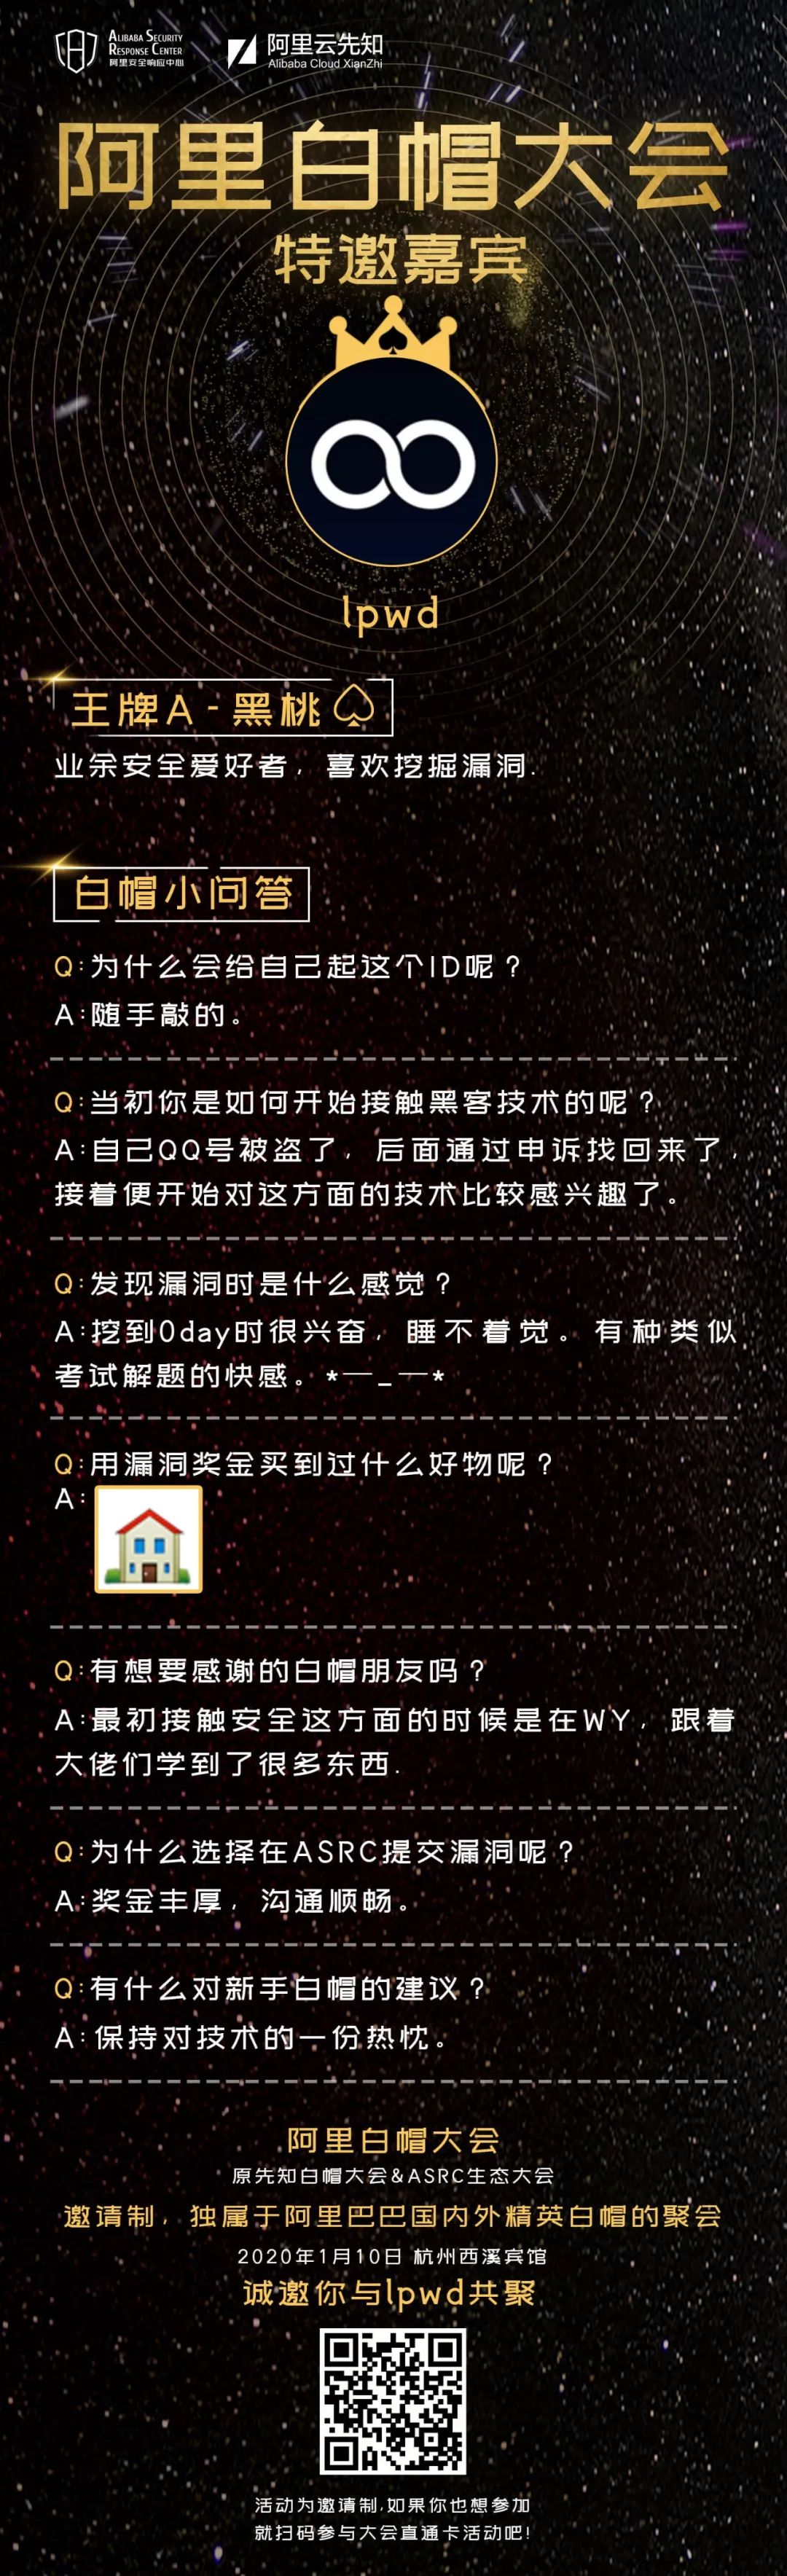 ALIBABA SECURITY
RESPONSE CENTER
阿里安全响应中心
阿里云先知
Alibaba Cloud XianZhi
阿里白帽大会
特邀嘉宾
lpwd
王牌A-黑桃
业余安全爱好者，喜欢挖掘漏洞.
白帽小问答
Q:为什么会给自己起这个ID呢？
A:随手敲的。
Q:当初你是如何开始接触黑客技术的呢？
A:自己QQ号被盗了，后面通过申诉找回来了，
接着便开始对这方面的技术比较感兴趣了。
Q:发现漏洞时是什么感觉？
A:挖到0day时很兴奋，睡不着觉。有种类似
考试解题的快感。*—_—*
Q:用漏洞奖金买到过什么好物呢？
A:
Q:有想要感谢的白帽朋友吗？
A:最初接触安全这方面的时候是在WY，跟着
大佬们学到了很多东西.
Q:为什么选择在ASRC提交漏洞呢？
A:奖金丰厚，沟通顺畅。
Q:有什么对新手白帽的建议？
A:保持对技术的一份热忱。
阿里白帽大会
原先知白帽大会&ASRC生态大会
邀请制，独属于阿里巴巴国内外精英白帽的聚会
2020年1月10日 杭州西溪宾馆
诚邀你与lpwd共聚
活动为邀请制,如果你也想参加
就扫码参与大会直通卡活动吧!